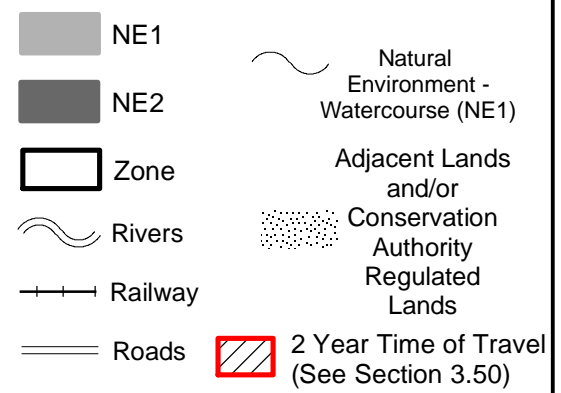 NE1
NE2
Zone
Rivers
Railway
Roads
Natural
Environment -
Watercourse (NE1)
Adjacent Lands
and/or
Conservation
Authority
Regulated
Lands
2 Year Time of Travel
(See Section 3.50)